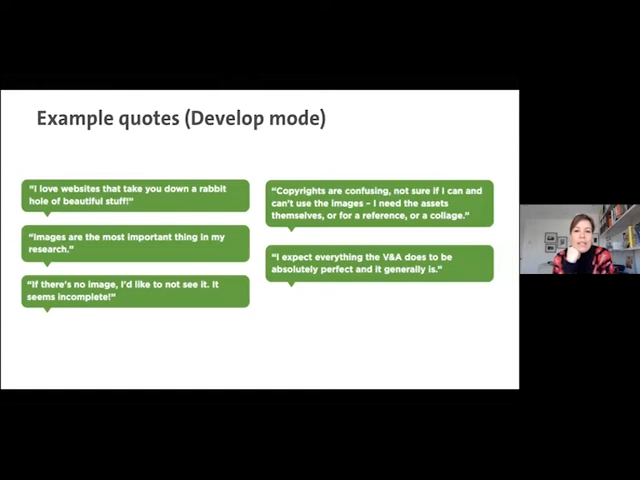 Example quotes (Develop mode)
"I love websites that take you down a rabbit
hole of beautiful stuff!"
"Images are the most important thing in my
research."
"If there's no image, I'd like to not see it. It
seems incomplete!"
"Copyrights are confusing, not sure if I can and
can't use the images – I need the assets
themselves, or for a reference, or a collage."
"I expect everything the V&A does to be
absolutely perfect and it generally is."